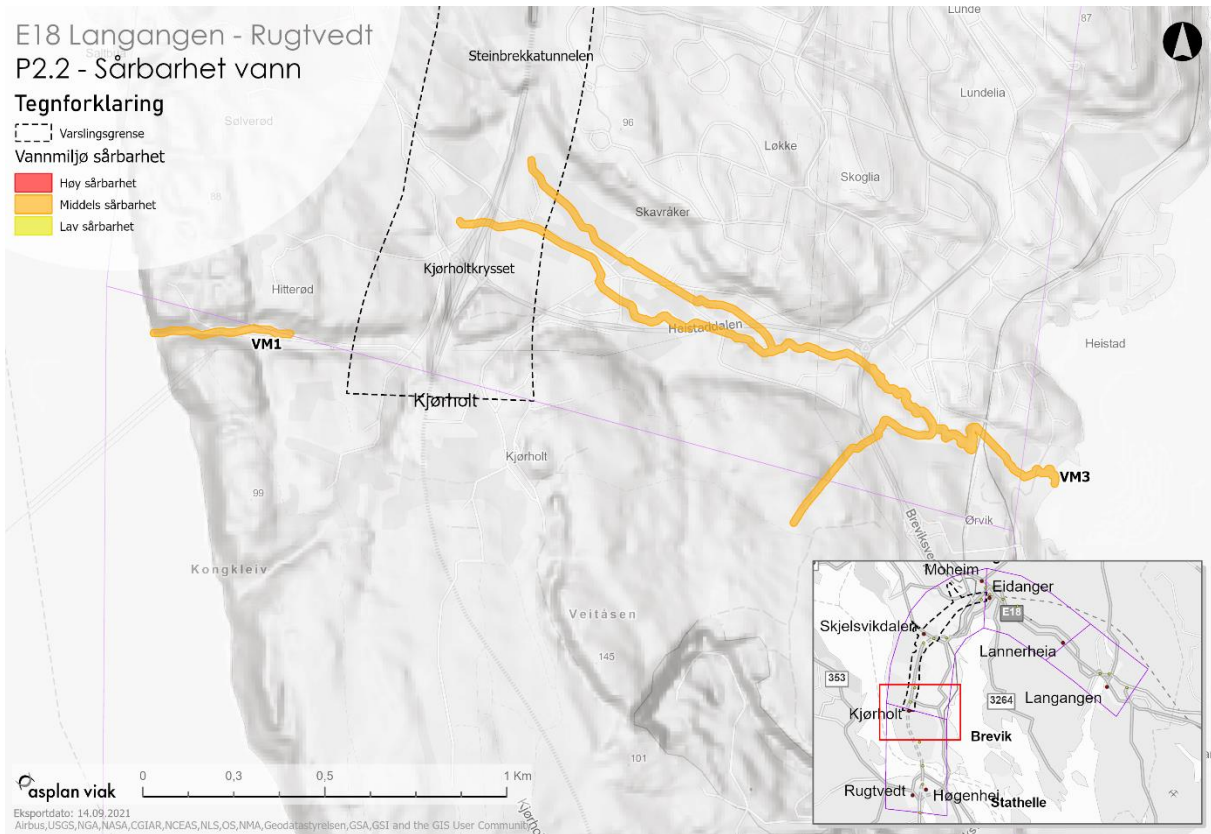 E18 Langangen - Rugtvedt
P2.2 - Sårbarhet vann
Tegnforklaring
Varslingsgrense
Vannmiljø sårbarhet
Høy sårbarhet
Middels sårbarhet
Lav sårbarhet
Sølverød
88
Steinbrekkatunnelen
Lunde
87
Lundelia
96
Løkke
Skoglia
Skavråker
Kjørholtkrysset
Hitterød
VM1
Heistaddalen
Heistad
Kjørholt
Kjørholt
VM3
99
Ørvik
Kongkleiv
Veitåsen
145
101
Moheim
Eidanger
E18
Skjelsvikdalen
Lannerheia
353
Langangen
3264
Kjørholt
Brevik
Rugtvedt
Høgenhei
Stathelle
asplan viak
0 0,3 0,5 1 Km
Eksportdato: 14.09.2021
Airbus,USGS,NGA,NASA,CGIAR,NCEAS,NLS,OS,NMA,Geodatastyrelsen,GSA,GSI and the GIS User Community